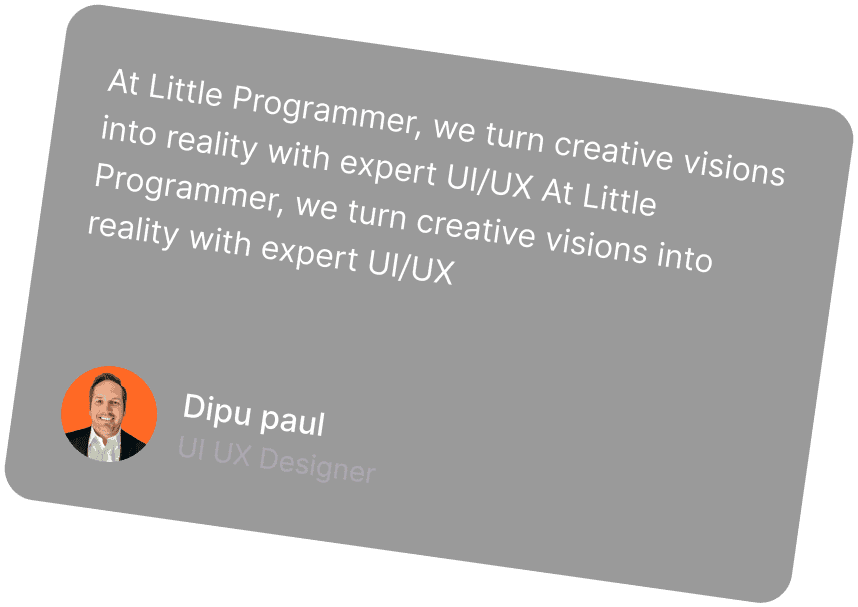 At Little Programmer, we turn creative visions
into reality with expert UI/UX At Little
Programmer, we turn creative visions into
reality with expert UI/UX
Dipu paul
UI UX Designer